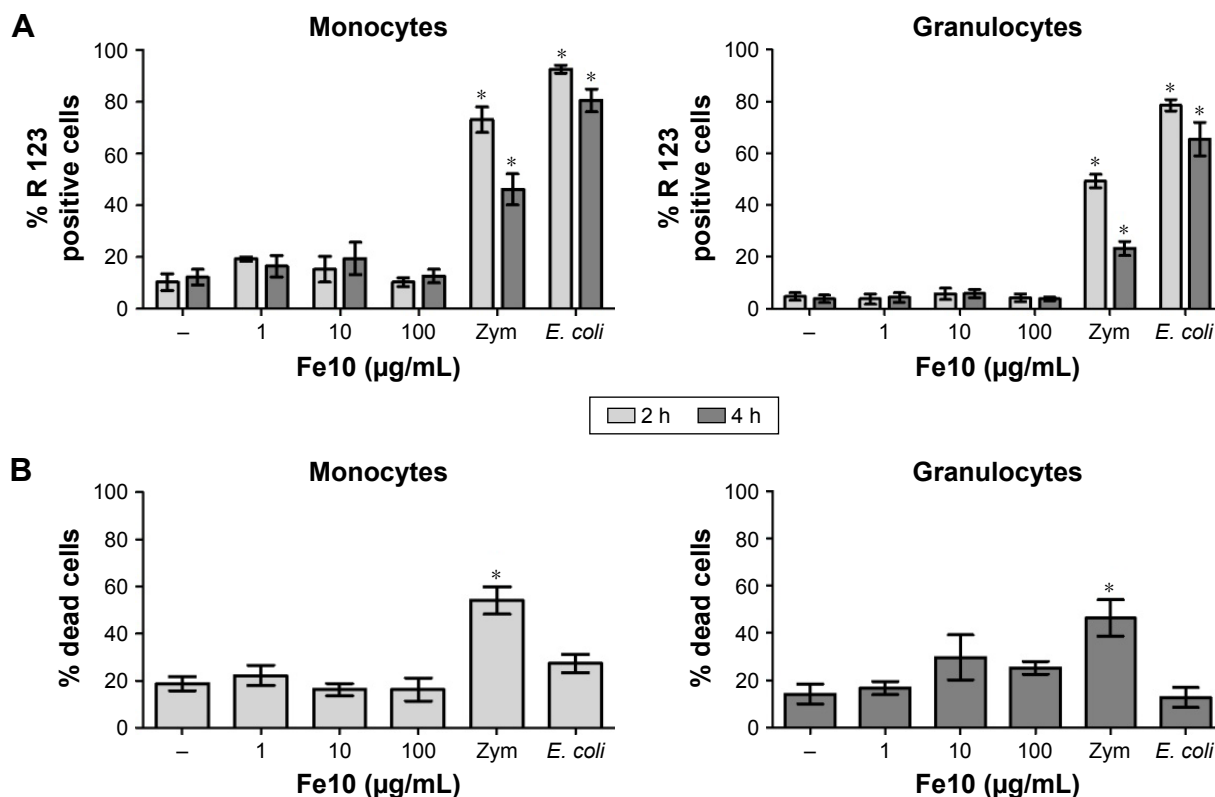 A
Monocytes
% R 123
positive cells
100
80
60
40
20
0
* * * *
– 1 10 100 Zym E. coli
Fe10 (µg/mL)
Granulocytes
% R 123
positive cells
100
80
60
40
20
0
* * * *
– 1 10 100 Zym E. coli
Fe10 (µg/mL)
2 h 4 h
B
Monocytes
% dead cells
100
80
60
40
20
0
*
– 1 10 100 Zym E. coli
Fe10 (µg/mL)
Granulocytes
% dead cells
100
80
60
40
20
0
*
– 1 10 100 Zym E. coli
Fe10 (µg/mL)